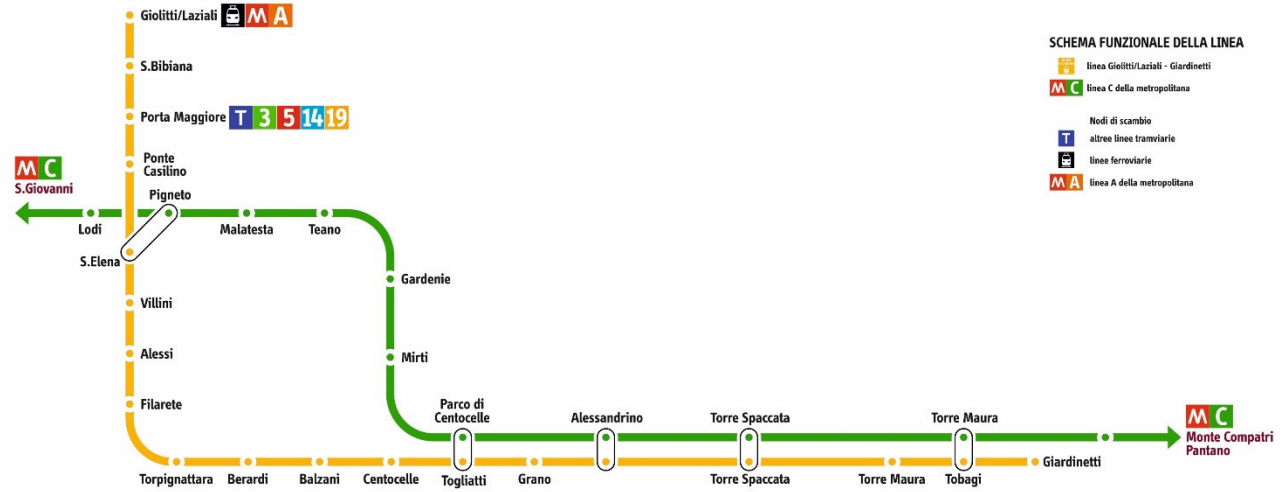 Giolitti/Laziali M A
S.Bibiana
Porta Maggiore T 3 5 14 19
Ponte
Casilino
M C
S.Giovanni
Pigneto
Lodi
Malatesta
Teano
S.Elena
Gardenie
Villini
Alessi
Mirti
Filarete
Parco di
Centocelle
Alessandrino
Torre Spaccata
Torre Maura
M C
Monte Compatri
Pantano
Torpignattara
Berardi
Balzani
Centocelle
Togliatti
Grano
Torre Spaccata
Torre Maura
Tobagi
Giardinetti
SCHEMA FUNZIONALE DELLA LINEA
linea Giolitti/Laziali - Giardinetti
M C linea C della metropolitana
Nodi di scambio
T altree linee tramviarie
linee ferroviarie
M A linea A della metropolitana